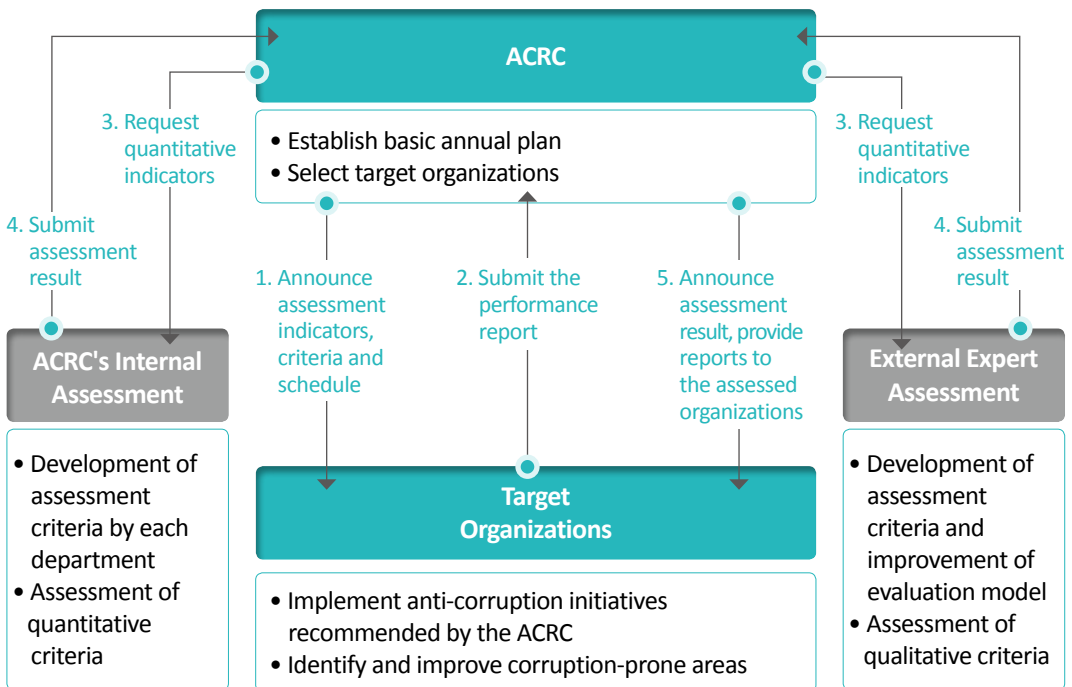 ACRC
• Establish basic annual plan
• Select target organizations
3. Request
quantitative
indicators
4. Submit
assessment
result
1. Announce
assessment
indicators,
criteria and
schedule
2. Submit the
performance
report
5. Announce
assessment
result, provide
reports to
the assessed
organizations
3. Request
quantitative
indicators
4. Submit
assessment
result
ACRC's Internal
Assessment
• Development of
assessment
criteria by each
department
• Assessment of
quantitative
criteria
Target
Organizations
• Implement anti-corruption initiatives
recommended by the ACRC
• Identify and improve corruption-prone areas
External Expert
Assessment
• Development of
assessment
criteria and
improvement of
evaluation model
• Assessment of
qualitative criteria